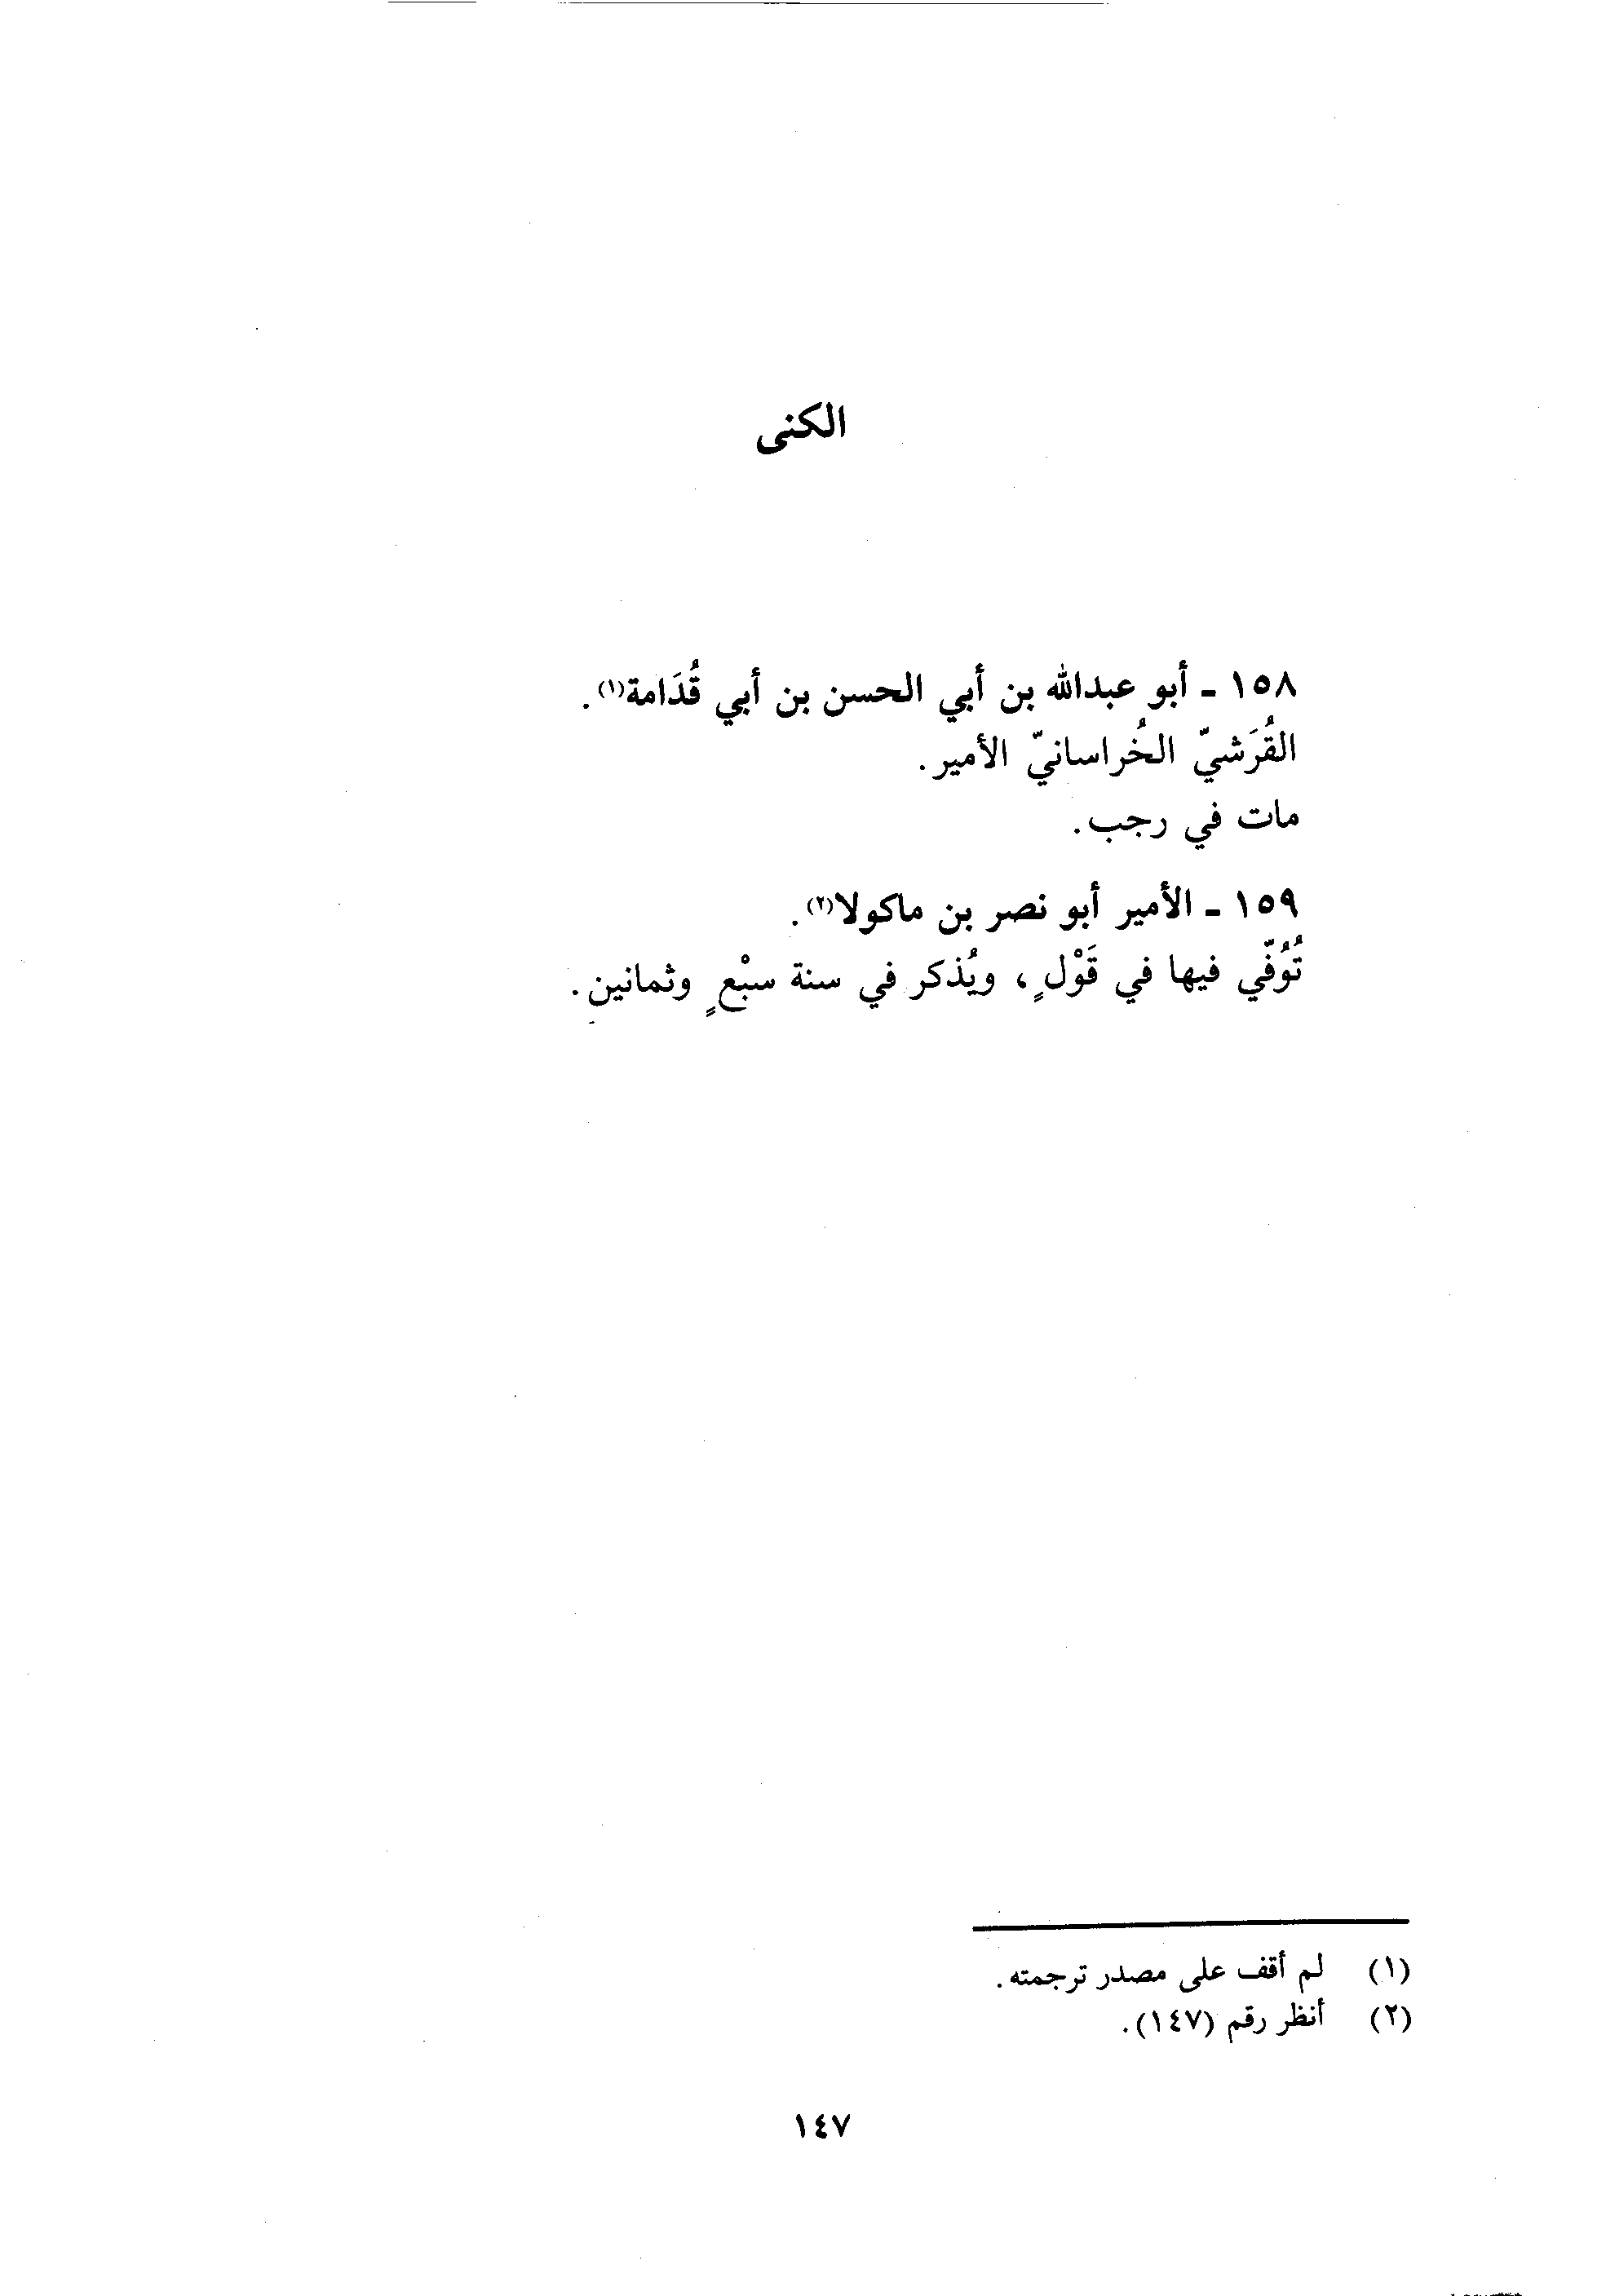 الكنى
١٥٨ - أبو عبدالله بن أبي الحسن بن أبي قُدَامة(١).
القُرَشيّ الخُراسانيّ الأمير.
مات في رجب.
١٥٩ - الأمير أبو نصر بن ماكولا(٢).
تُوُفّي فيها في قَوْلٍ، ويُذكر في سنة سبْعٍ وثمانين.
(١) لم أقف على مصدر ترجمته.
(٢) أنظر رقم (١٤٧).
١٤٧